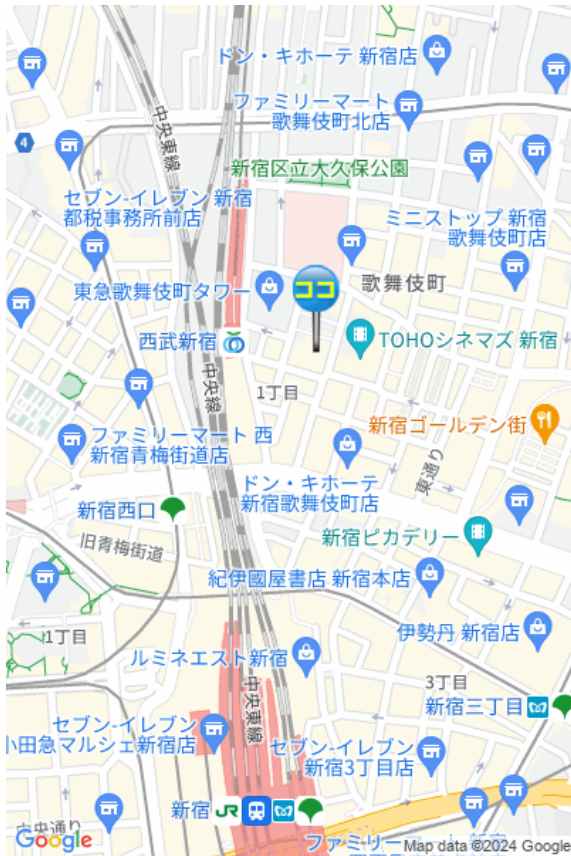 ドン・キホーテ 新宿店
中央東線
ファミリーマート
歌舞伎町北店
4
新宿区立大久保公園
セブン-イレブン 新宿
都税事務所前店
ミニストップ 新宿
歌舞伎町店
東急歌舞伎町タワー
ココ
歌舞伎町
西武新宿
TOHOシネマズ 新宿
中央線
1丁目
新宿ゴールデン街
ファミリーマート 西
新宿青梅街道店
東通り
ドン・キホーテ
新宿歌舞伎町店
新宿西口
旧青梅街道
新宿ピカデリー
紀伊國屋書店 新宿本店
1丁目
伊勢丹 新宿店
ルミネエスト新宿
3丁目
中央東線
新宿三丁目
セブン-イレブン
小田急マルシェ新宿店
セブン-イレブン
新宿3丁目店
新宿 JR
中央通り
Google
ファミリーマート 新宿
Map data ©2024 Google